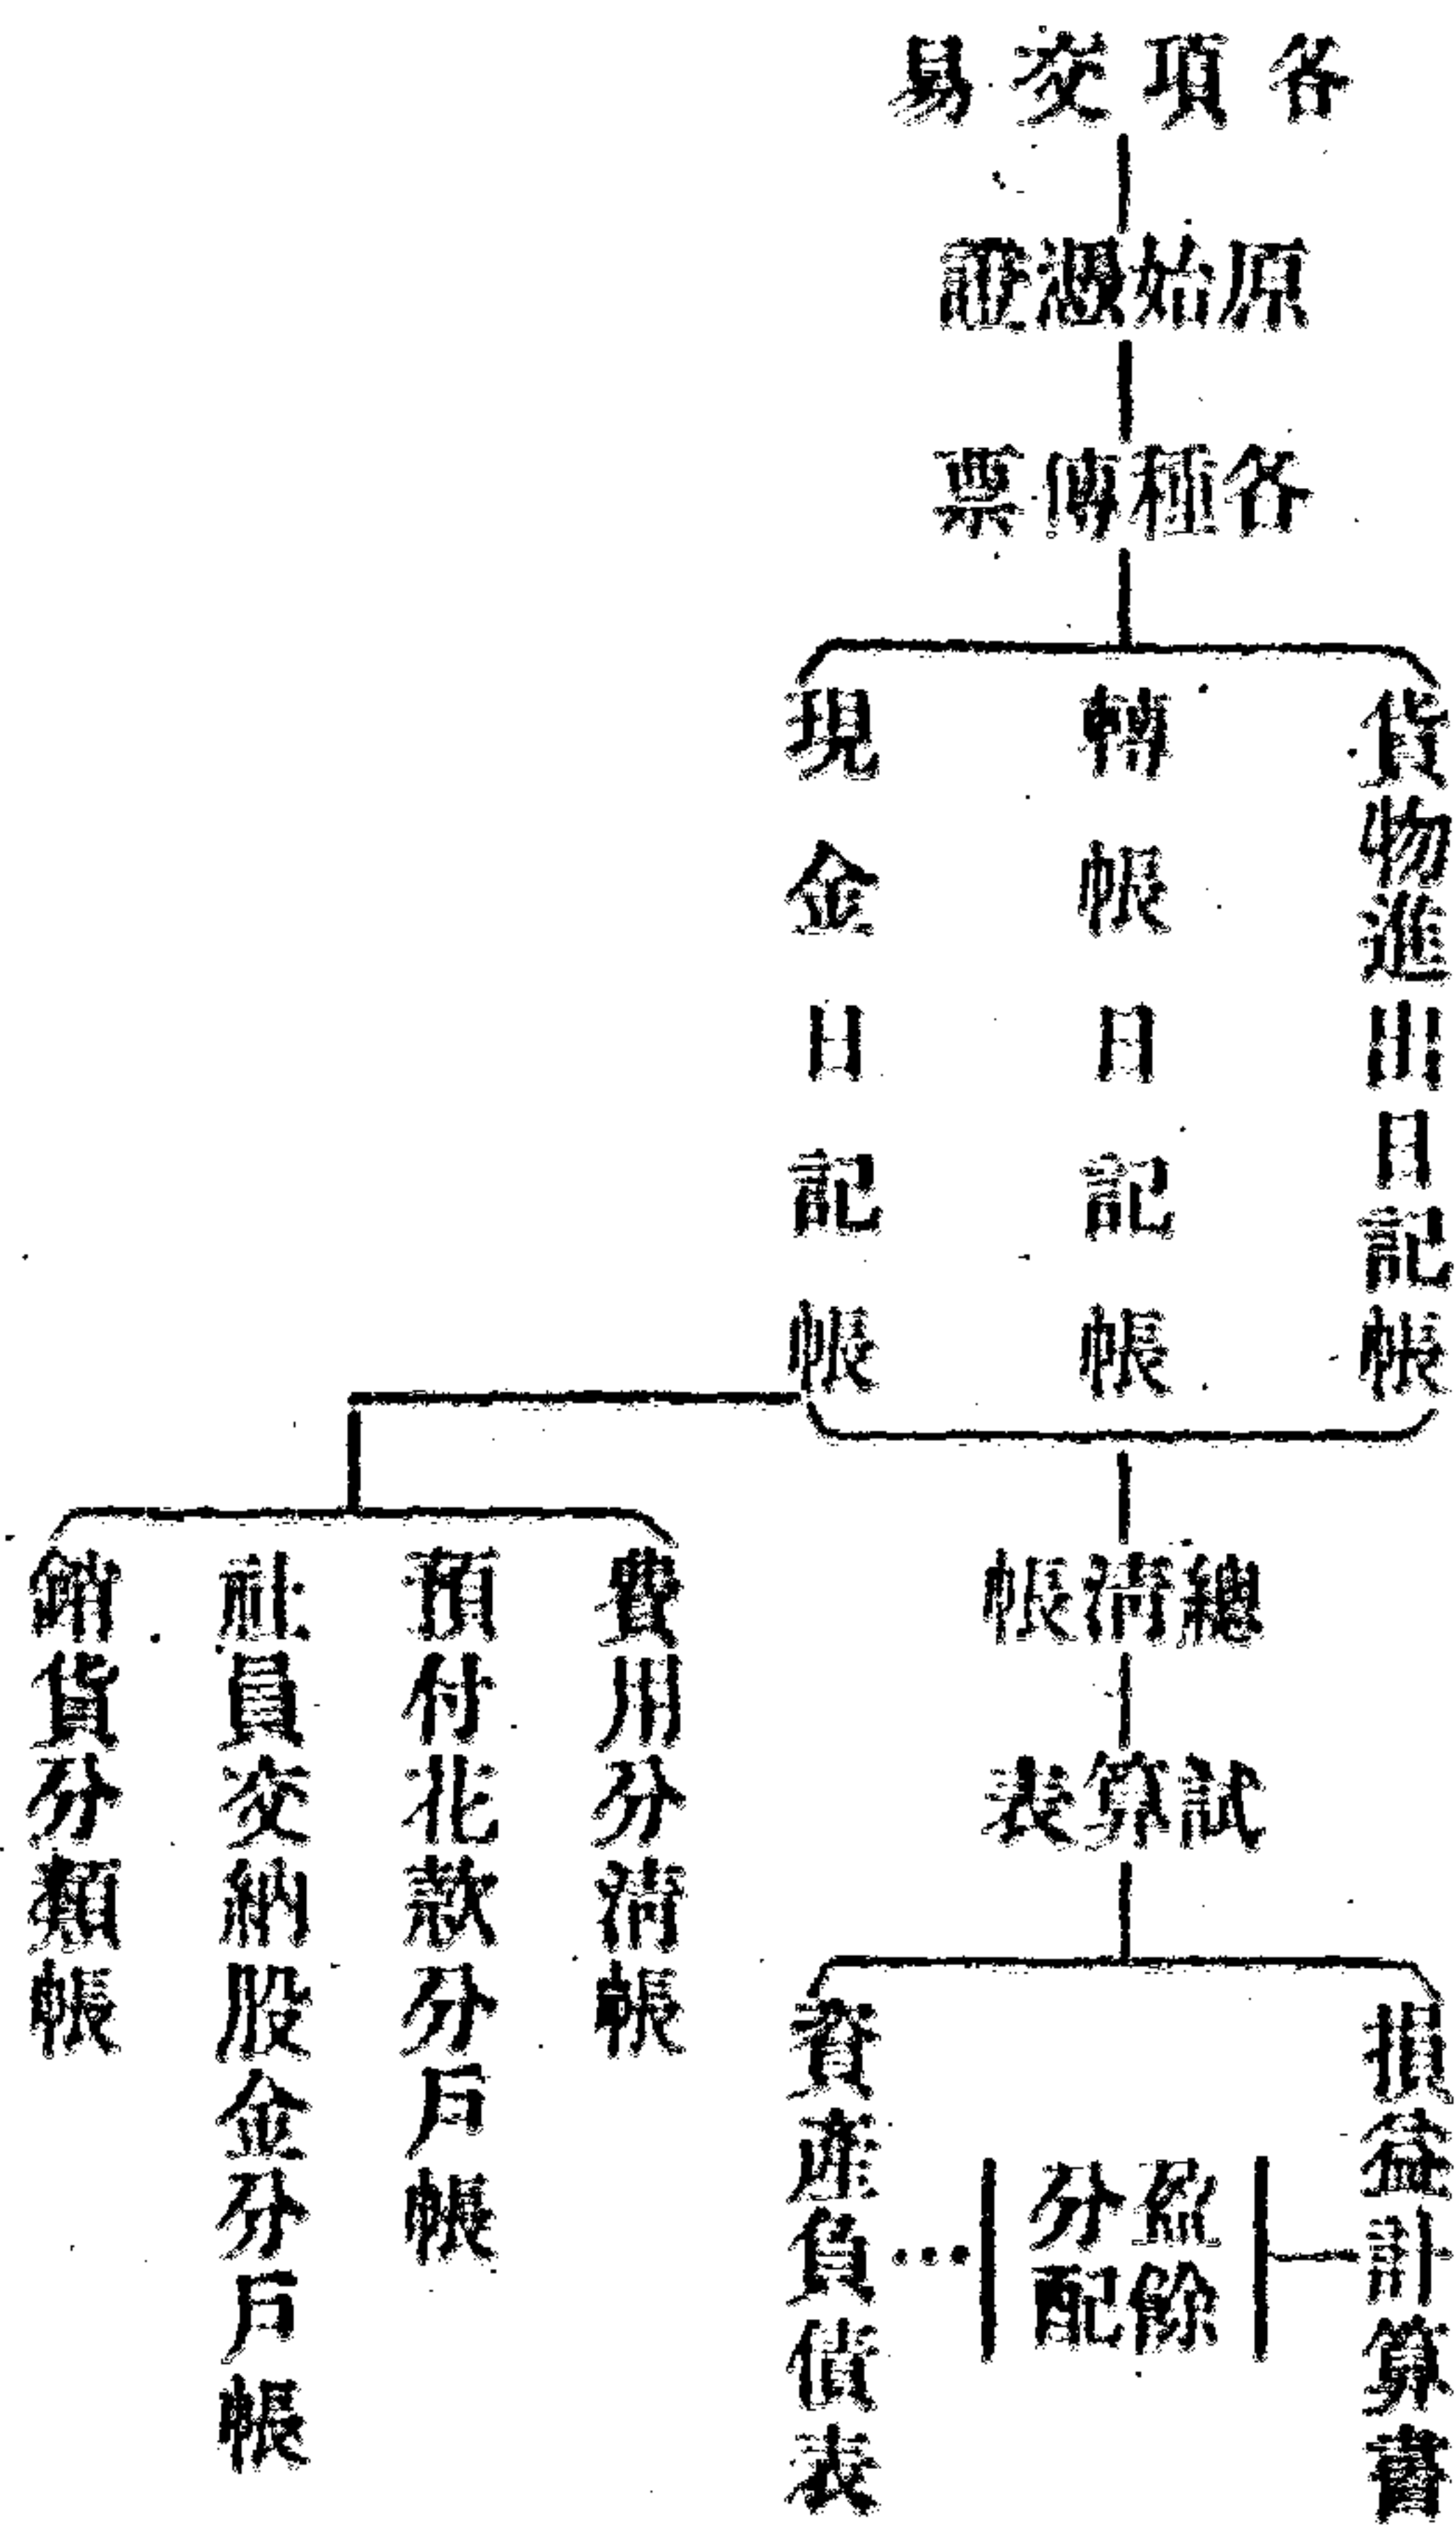 各項交易
原始憑證
各種傳票
貨物進出日記帳
轉帳日記帳
現金日記帳
總清帳
試算表
費用分清帳
預付花款分戶帳
社員交納股金分戶帳
銷貨分類帳
損益計算書
盈餘
分配
資產負債表